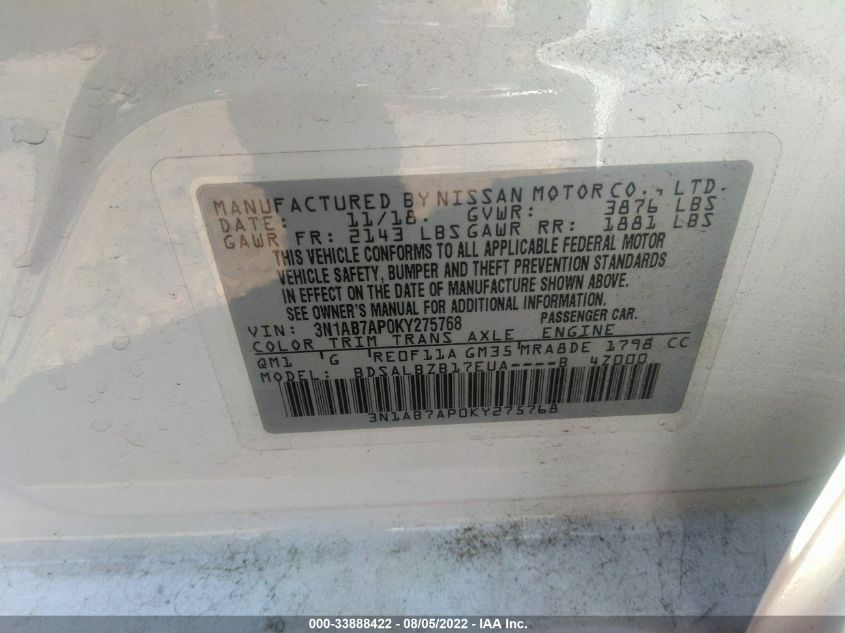 MANUFACTURED BY NISSAN MOTOR CO., LTD.
DATE: 11/18. GVWR: 3876 LBS
GAWR FR: 2143 LBS GAWR RR: 1881 LBS
THIS VEHICLE CONFORMS TO ALL APPLICABLE FEDERAL MOTOR
VEHICLE SAFETY, BUMPER AND THEFT PREVENTION STANDARDS
IN EFFECT ON THE DATE OF MANUFACTURE SHOWN ABOVE.
SEE OWNER'S MANUAL FOR ADDITIONAL INFORMATION.
VIN: 3N1AB7AP0KY275768 PASSENGER CAR.
COLOR TRIM TRANS AXLE ENGINE
QM1 G RE0F11A GM35 MRA8DE 1798 CC
MODEL: BDSALBZB17EUA----B 4Z000
3N1AB7AP0KY275768
000-33888422 - 08/05/2022 - IAA Inc.